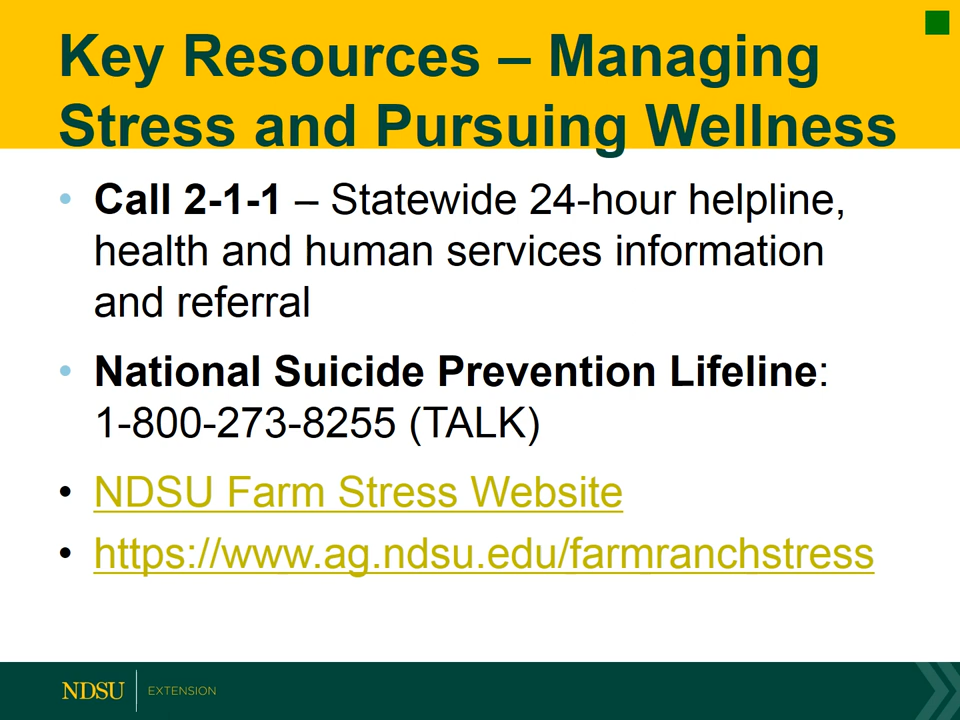 Key Resources – Managing
Stress and Pursuing Wellness
• Call 2-1-1 – Statewide 24-hour helpline,
health and human services information
and referral
• National Suicide Prevention Lifeline:
1-800-273-8255 (TALK)
• NDSU Farm Stress Website
• https://www.ag.ndsu.edu/farmranchstress
NDSU EXTENSION